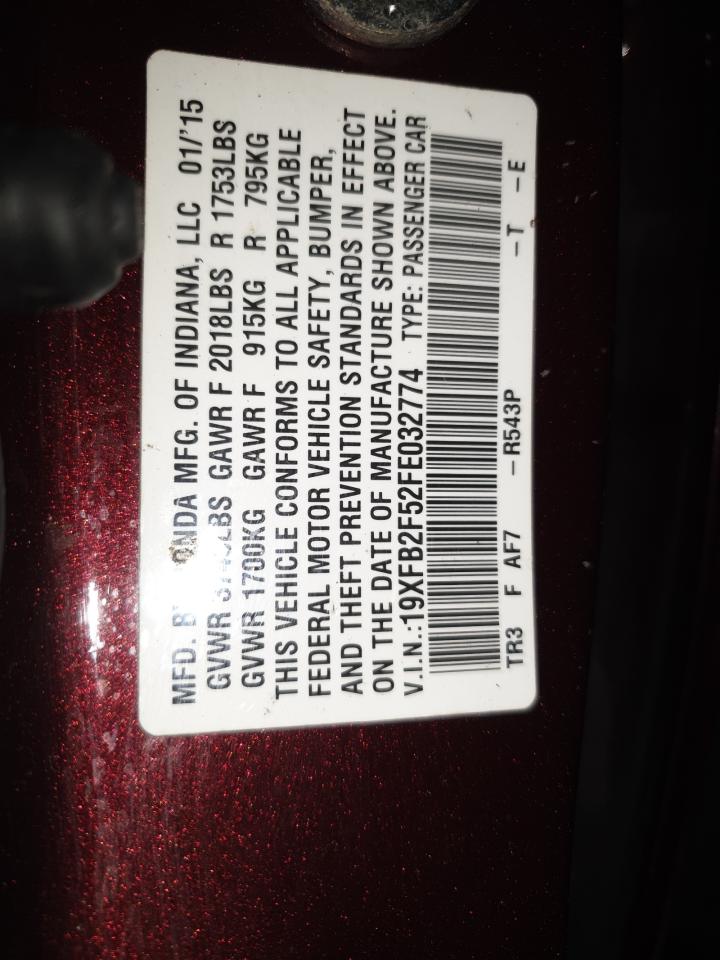 MFD. BY HONDA MFG. OF INDIANA, LLC 01/'15
GVWR LBS GAWR F 2018LBS R 1753LBS
GVWR 1700KG GAWR F 915KG R 795KG
THIS VEHICLE CONFORMS TO ALL APPLICABLE
FEDERAL MOTOR VEHICLE SAFETY, BUMPER,
AND THEFT PREVENTION STANDARDS IN EFFECT
ON THE DATE OF MANUFACTURE SHOWN ABOVE.
V.I.N.:19XFB2F52FE032774 TYPE: PASSENGER CAR
TR3 F AF7 -R543P -T -E